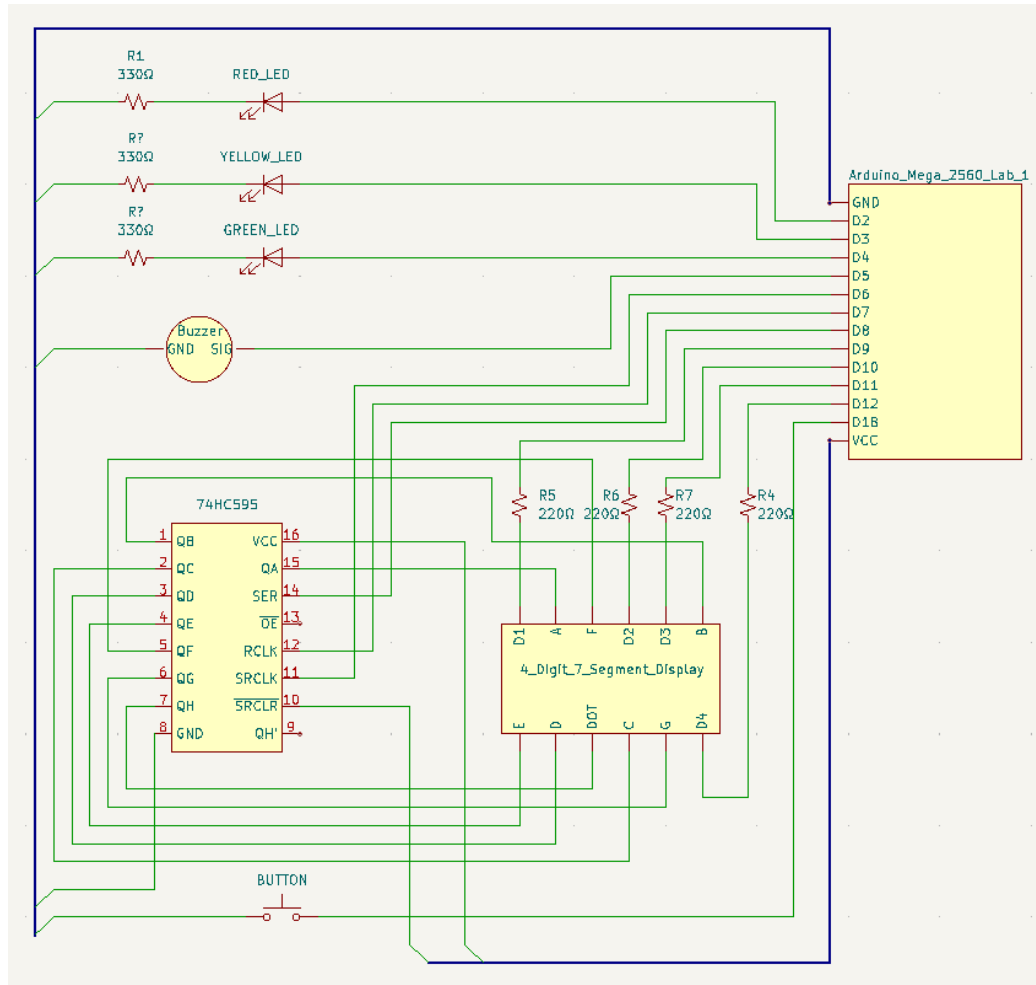 R1
330Ω
RED_LED
R?
330Ω
YELLOW_LED
R?
330Ω
GREEN_LED
Buzzer
GND SIG
Arduino_Mega_2560_Lab_1
GND
D2
D3
D4
D5
D6
D7
D8
D9
D10
D11
D12
D1B
VCC
R5
220Ω
R6
220Ω
R7
220Ω
R4
220Ω
74HC595
1 QB VCC 16
2 QC QA 15
3 QD SER 14
4 QE OE 13
5 QF RCLK 12
6 QG SRCLK 11
7 QH SRCLR 10
8 GND QH' 9
D1 A F D2 D3 B
4_Digit_7_Segment_Display
E D DOT C G D4
BUTTON